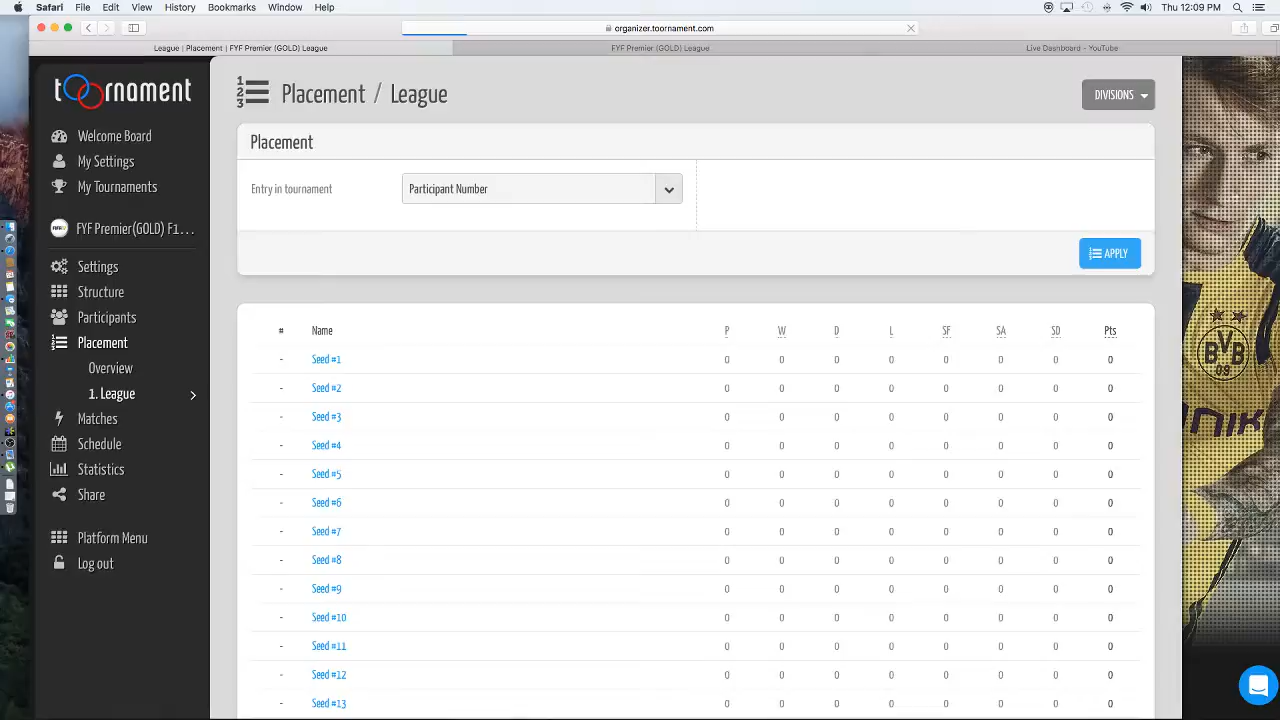 Safari File Edit View History Bookmarks Window Help Thu 12:09 PM
organizer.toornament.com
League | Placement | FYF Premier (GOLD) League FYF Premier (GOLD) League Live Dashboard - YouTube
toornament
Placement / League
DIVISIONS
Welcome Board
My Settings
My Tournaments
FYF Premier(GOLD) F1...
Settings
Structure
Participants
Placement
Overview
1. League
Matches
Schedule
Statistics
Share
Platform Menu
Log out
Placement
Entry in tournament Participant Number
APPLY
# Name P W D L SF SA SD Pts
- Seed #1 0 0 0 0 0 0 0 0
- Seed #2 0 0 0 0 0 0 0 0
- Seed #3 0 0 0 0 0 0 0 0
- Seed #4 0 0 0 0 0 0 0 0
- Seed #5 0 0 0 0 0 0 0 0
- Seed #6 0 0 0 0 0 0 0 0
- Seed #7 0 0 0 0 0 0 0 0
- Seed #8 0 0 0 0 0 0 0 0
- Seed #9 0 0 0 0 0 0 0 0
- Seed #10 0 0 0 0 0 0 0 0
- Seed #11 0 0 0 0 0 0 0 0
- Seed #12 0 0 0 0 0 0 0 0
- Seed #13 0 0 0 0 0 0 0 0
BVB
09